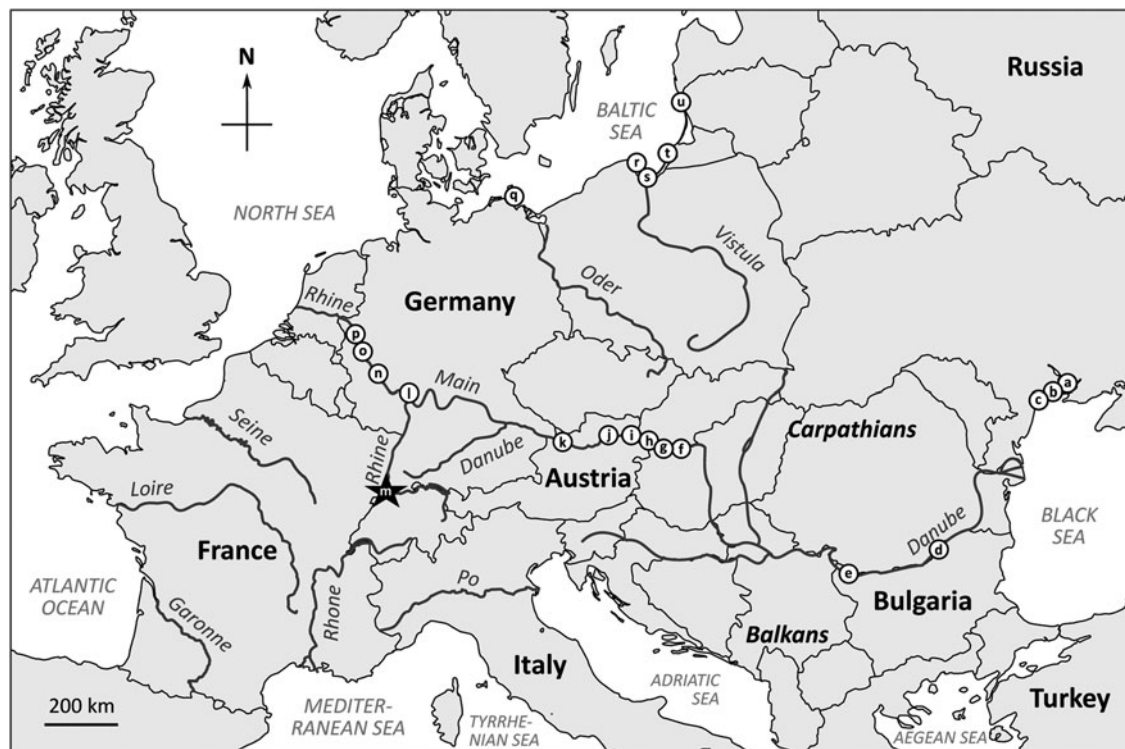 Russia
N
BALTIC
SEA
u
t
r
s
q
NORTH SEA
Vistula
Oder
Rhine
Germany
p
o
n
l
Main
a
b
c
Seine
Carpathians
k
j
i
h
g
f
Rhine
Danube
Austria
m
Loire
BLACK
SEA
Danube
d
France
e
Po
Bulgaria
ATLANTIC
OCEAN
Garonne
Rhone
Balkans
Italy
ADRIATIC
SEA
Turkey
200 km
MEDITER-
RANEAN SEA
TYRRHE-
NIAN SEA
AEGEAN SEA